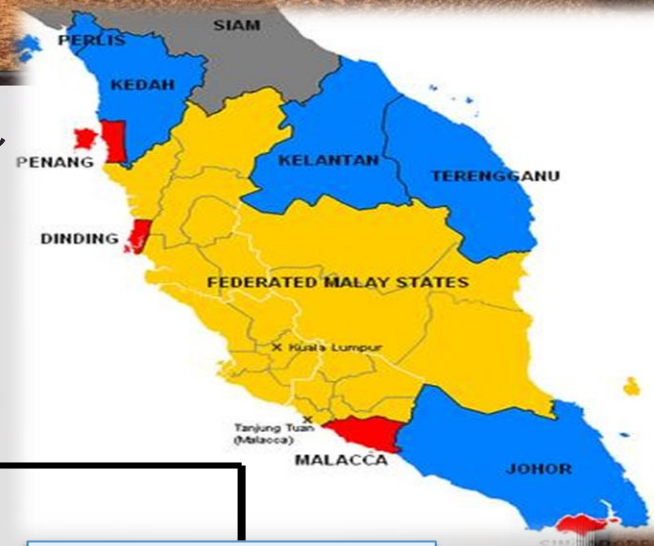 SIAM
PERLIS
KEDAH
PENANG
KELANTAN
TERENGGANU
DINDING
FEDERATED MALAY STATES
× Kuala Lumpur
Tanjung Tuan
(Malacca)
MALACCA
JOHOR